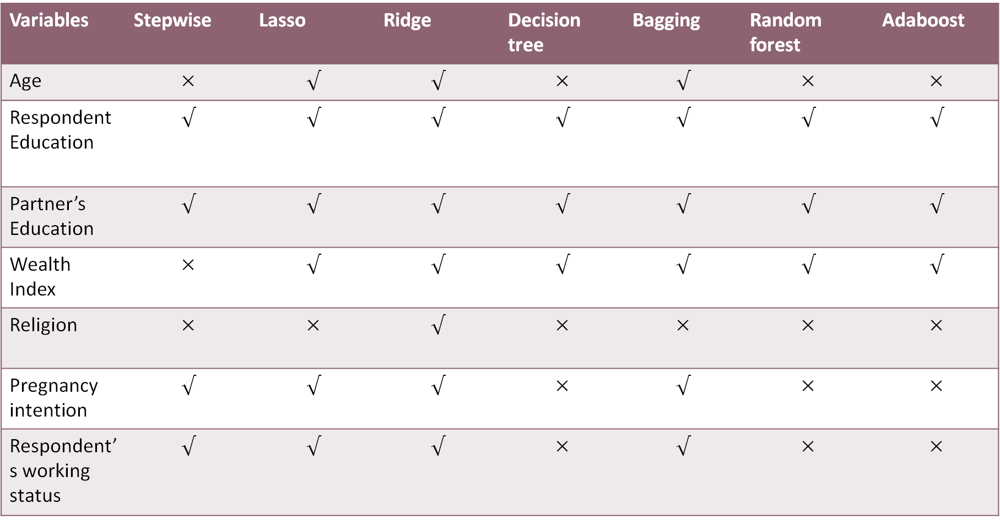 Variables Stepwise Lasso Ridge Decision Bagging Random Adaboost
tree forest
Age × √ √ × √ × ×
Respondent √ √ √ √ √ √ √
Education
Partner’s √ √ √ √ √ √ √
Education
Wealth × √ √ √ √ √ √
Index
Religion × × √ × × × ×
Pregnancy √ √ √ × √ × ×
intention
Respondent’ √ √ √ × √ × ×
s working
status